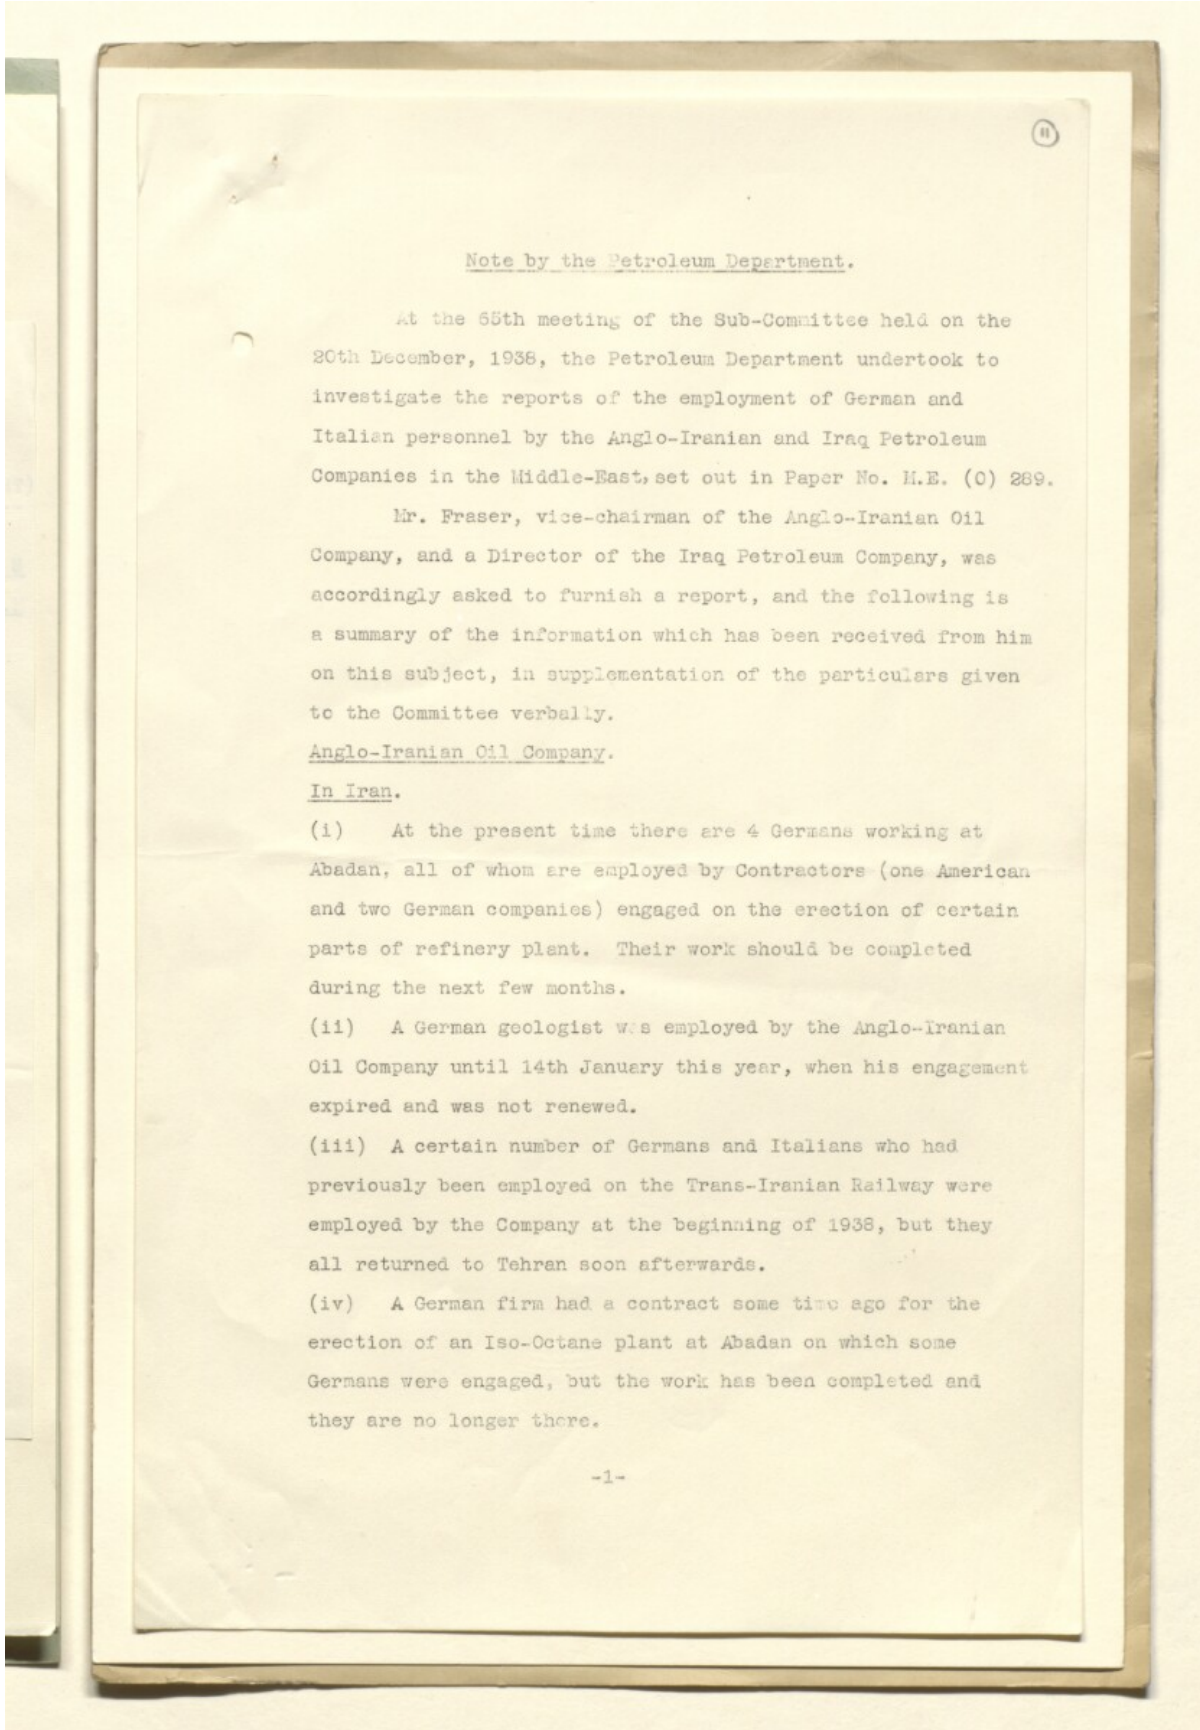 11
Note by the Petroleum Department.
At the 65th meeting of the Sub-Committee held on the
20th December, 1938, the Petroleum Department undertook to
investigate the reports of the employment of German and
Italian personnel by the Anglo-Iranian and Iraq Petroleum
Companies in the Middle-East, set out in Paper No. M.E. (O) 289.
Mr. Fraser, vice-chairman of the Anglo-Iranian Oil
Company, and a Director of the Iraq Petroleum Company, was
accordingly asked to furnish a report, and the following is
a summary of the information which has been received from him
on this subject, in supplementation of the particulars given
to the Committee verbally.
Anglo-Iranian Oil Company.
In Iran.
(i) At the present time there are 4 Germans working at
Abadan, all of whom are employed by Contractors (one American
and two German companies) engaged on the erection of certain
parts of refinery plant. Their work should be completed
during the next few months.
(ii) A German geologist was employed by the Anglo-Iranian
Oil Company until 14th January this year, when his engagement
expired and was not renewed.
(iii) A certain number of Germans and Italians who had
previously been employed on the Trans-Iranian Railway were
employed by the Company at the beginning of 1938, but they
all returned to Tehran soon afterwards.
(iv) A German firm had a contract some time ago for the
erection of an Iso-Octane plant at Abadan on which some
Germans were engaged, but the work has been completed and
they are no longer there.
-1-